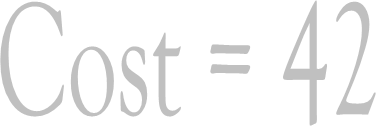 Cost = 42